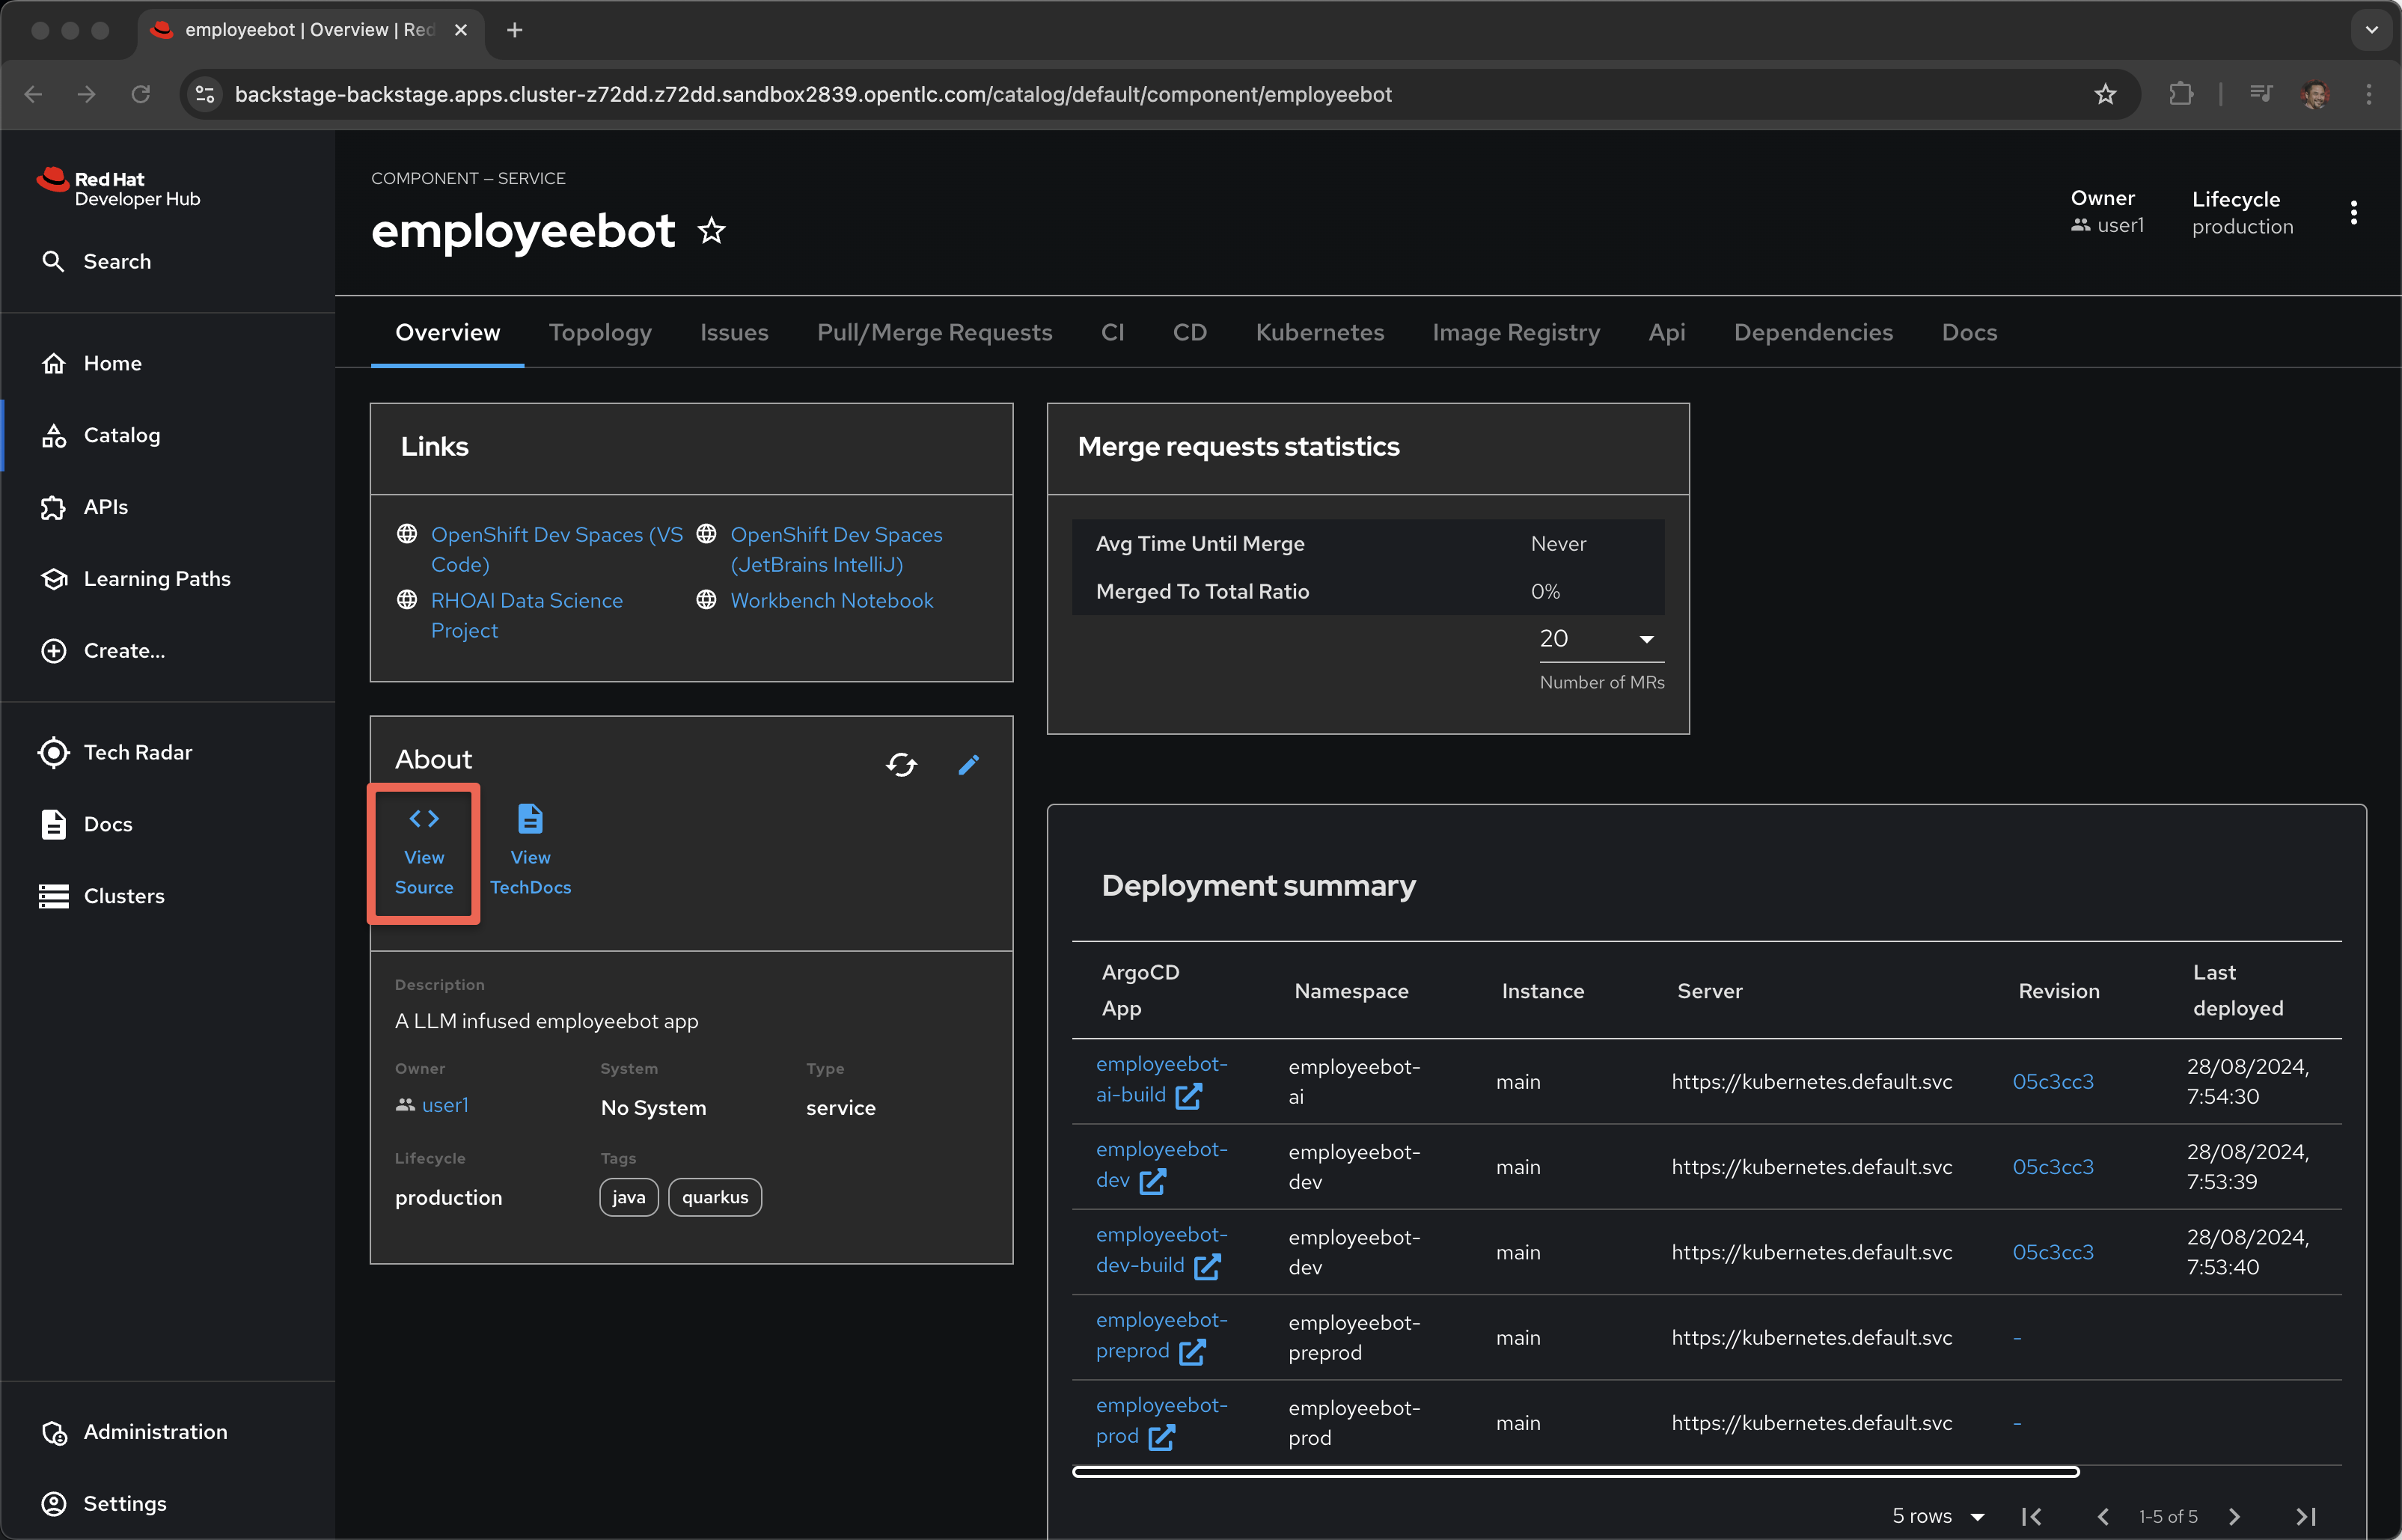 employeebot | Overview | Red
backstage-backstage.apps.cluster-z72dd.z72dd.sandbox2839.opentlc.com/catalog/default/component/employeebot
Red Hat
Developer Hub
Search
Home
Catalog
APIs
Learning Paths
Create...
Tech Radar
Docs
Clusters
Administration
Settings
COMPONENT — SERVICE
employeebot
Owner
user1
Lifecycle
production
Overview Topology Issues Pull/Merge Requests CI CD Kubernetes Image Registry Api Dependencies Docs
Links
OpenShift Dev Spaces (VS
Code)
OpenShift Dev Spaces
(JetBrains IntelliJ)
RHOAI Data Science
Project
Workbench Notebook
About
View
Source
View
TechDocs
Description
A LLM infused employeebot app
Owner System Type
user1 No System service
Lifecycle Tags
production java quarkus
Merge requests statistics
Avg Time Until Merge Never
Merged To Total Ratio 0%
20
Number of MRs
Deployment summary
ArgoCD
App
Namespace Instance Server Revision
Last
deployed
employeebot-
ai-build
employeebot-
ai
main https://kubernetes.default.svc 05c3cc3
28/08/2024,
7:54:30
employeebot-
dev
employeebot-
dev
main https://kubernetes.default.svc 05c3cc3
28/08/2024,
7:53:39
employeebot-
dev-build
employeebot-
dev
main https://kubernetes.default.svc 05c3cc3
28/08/2024,
7:53:40
employeebot-
preprod
employeebot-
preprod
main https://kubernetes.default.svc -
employeebot-
prod
employeebot-
prod
main https://kubernetes.default.svc -
5 rows 1-5 of 5